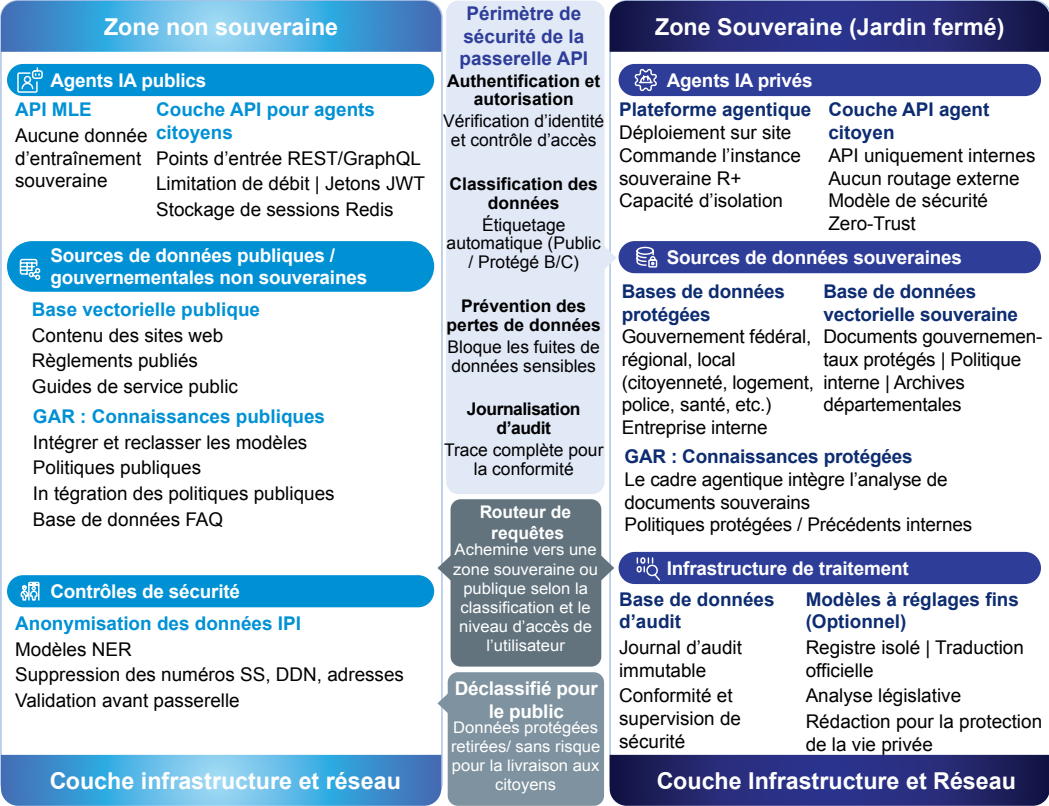 Zone non souveraine
Agents IA publics
API MLE
Aucune donnée
d'entraînement
souveraine
Couche API pour agents
citoyens
Points d'entrée REST/GraphQL
Limitation de débit | Jetons JWT
Stockage de sessions Redis
Sources de données publiques /
gouvernementales non souveraines
Base vectorielle publique
Contenu des sites web
Règlements publiés
Guides de service public
GAR : Connaissances publiques
Intégrer et reclasser les modèles
Politiques publiques
In tégration des politiques publiques
Base de données FAQ
Contrôles de sécurité
Anonymisation des données IPI
Modèles NER
Suppression des numéros SS, DDN, adresses
Validation avant passerelle
Couche infrastructure et réseau
Périmètre de
sécurité de la
passerelle API
Authentification et
autorisation
Vérification d'identité
et contrôle d'accès
Classification des
données
Étiquetage
automatique (Public
/ Protégé B/C)
Prévention des
pertes de données
Bloque les fuites de
données sensibles
Journalisation
d'audit
Trace complète pour
la conformité
Routeur de
requêtes
Achemine vers une
zone souveraine ou
publique selon la
classification et le
niveau d'accès de
l'utilisateur
Déclassifié pour
le public
Données protégées
retirées/ sans risque
pour la livraison aux
citoyens
Zone Souveraine (Jardin fermé)
Agents IA privés
Plateforme agentique
Déploiement sur site
Commande l'instance
souveraine R+
Capacité d'isolation
Couche API agent
citoyen
API uniquement internes
Aucun routage externe
Modèle de sécurité
Zero-Trust
Sources de données souveraines
Bases de données
protégées
Gouvernement fédéral,
régional, local
(citoyenneté, logement,
police, santé, etc.)
Entreprise interne
Base de données
vectorielle souveraine
Documents gouvernemen-
taux protégés | Politique
interne | Archives
départementales
GAR : Connaissances protégées
Le cadre agentique intègre l'analyse de
documents souverains
Politiques protégées / Précédents internes
Infrastructure de traitement
Base de données
d'audit
Journal d'audit
immutable
Conformité et
supervision de
sécurité
Modèles à réglages fins
(Optionnel)
Registre isolé | Traduction
officielle
Analyse législative
Rédaction pour la protection
de la vie privée
Couche Infrastructure et Réseau